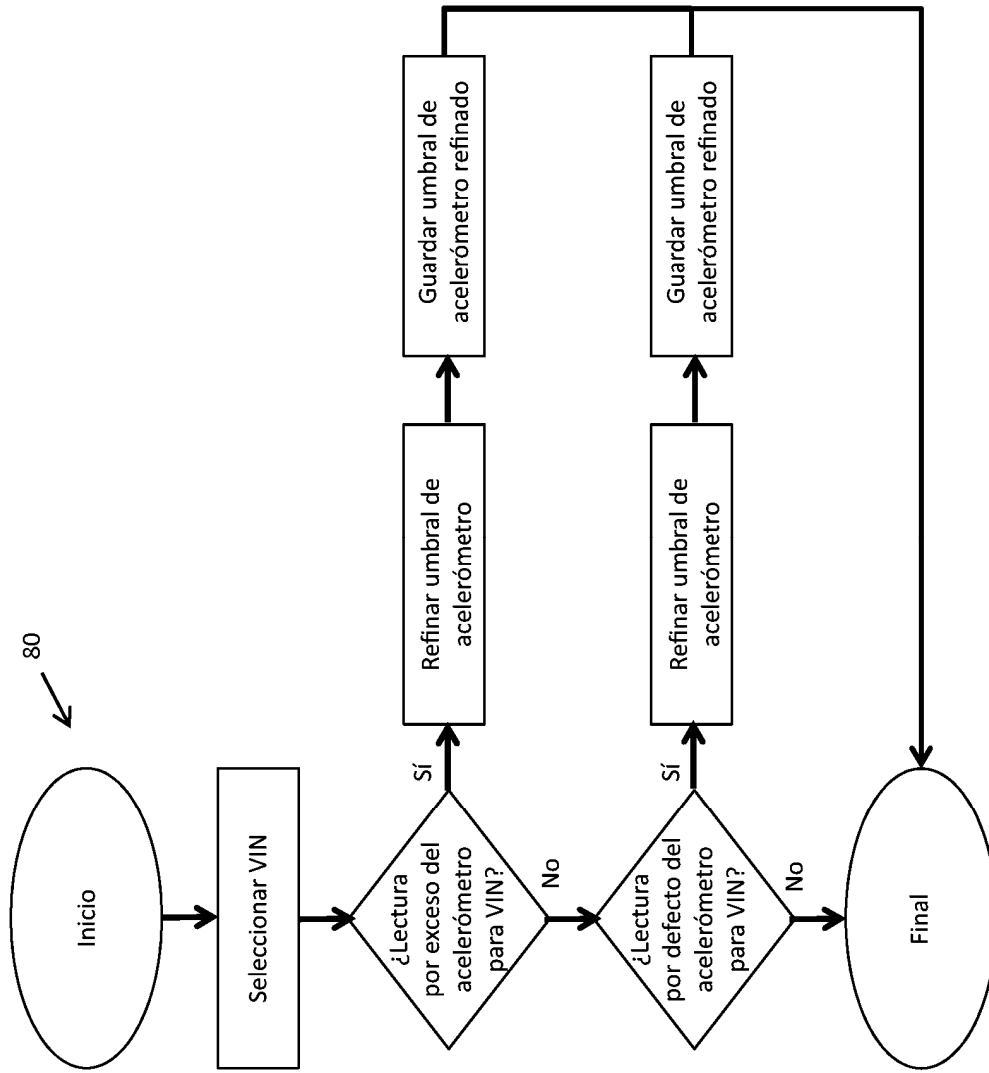 80
Inicio
Seleccionar VIN
¿Lectura
por exceso del
acelerómetro
para VIN?
Sí
No
Refinar umbral de
acelerómetro
Guardar umbral de
acelerómetro refinado
¿Lectura
por defecto del
acelerómetro
para VIN?
Sí
No
Refinar umbral de
acelerómetro
Guardar umbral de
acelerómetro refinado
Final